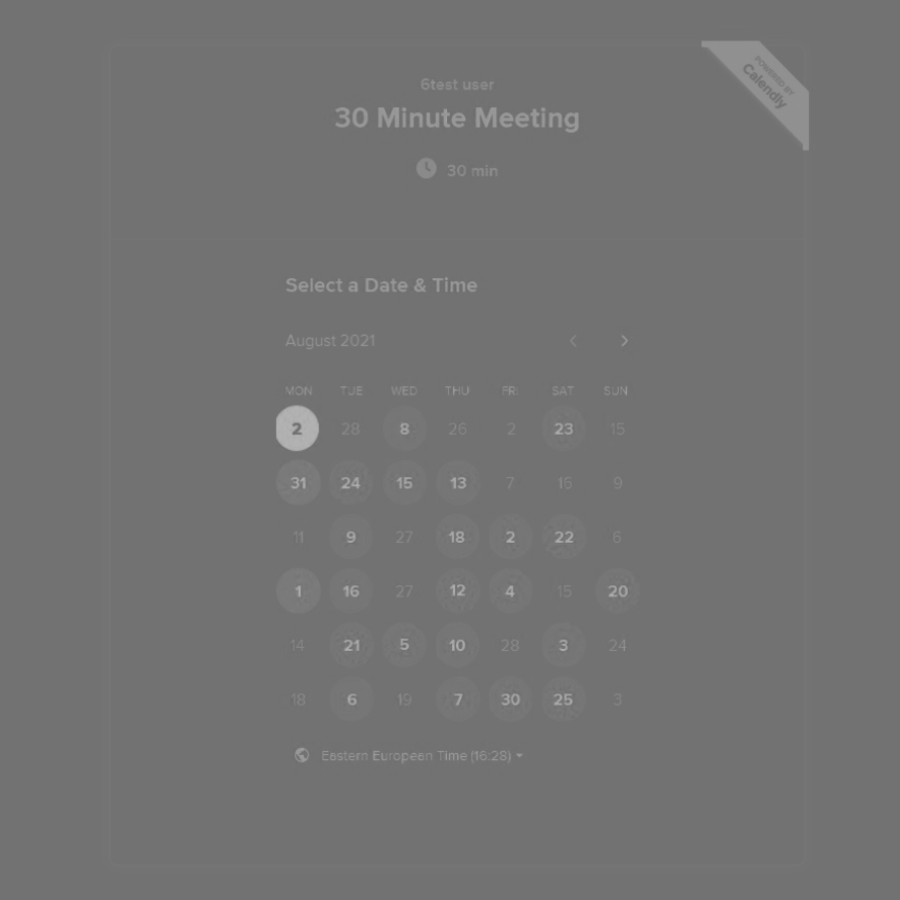 POWERED BY
Calendly
6test user
30 Minute Meeting
30 min
Select a Date & Time
August 2021
MON TUE WED THU FRI SAT SUN
2 28 8 26 2 23 15
31 24 15 13 7 16 9
11 9 27 18 2 22 6
1 16 27 12 4 15 20
14 21 5 10 28 3 24
18 6 19 7 30 25 3
Eastern European Time (16:28)